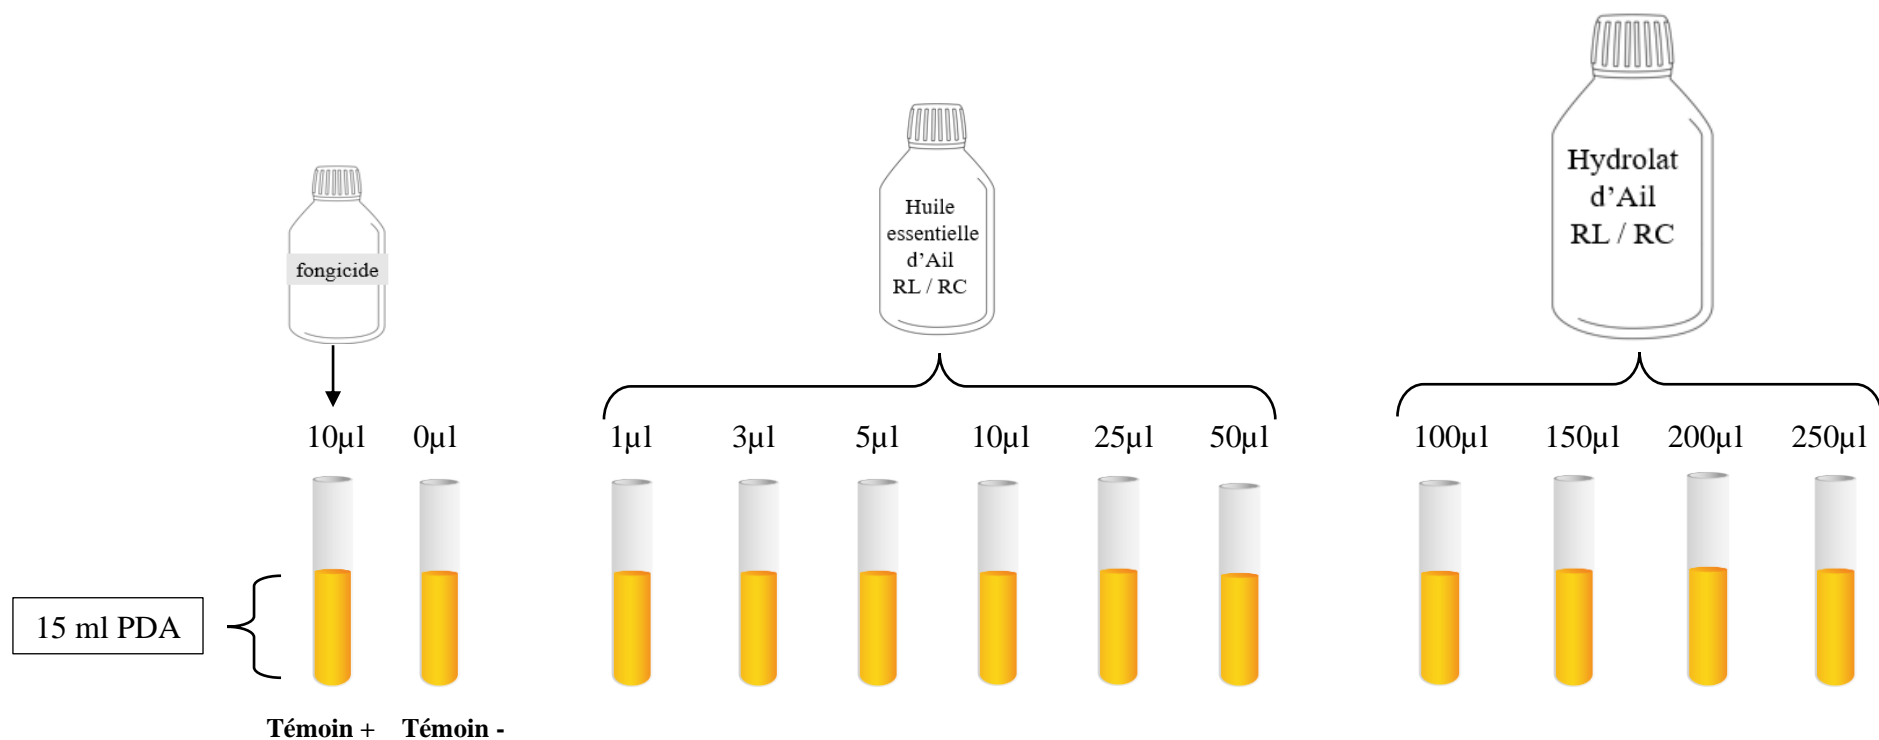 fongicide
Huile
essentielle
d’Ail
RL / RC
Hydrolat
d’Ail
RL / RC
10µl 0µl 1µl 3µl 5µl 10µl 25µl 50µl 100µl 150µl 200µl 250µl
15 ml PDA
Témoin + Témoin -